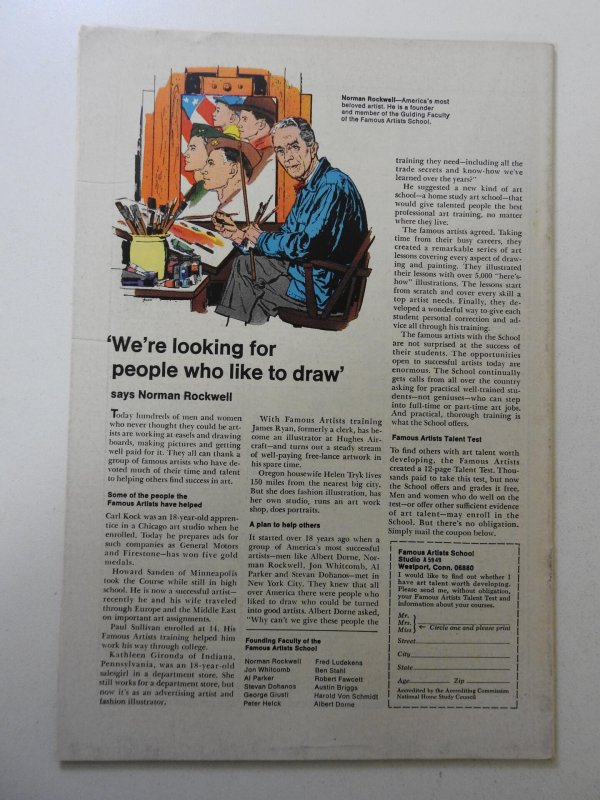 Norman Rockwell—America's most
beloved artist. He is a founder
and member of the Guiding Faculty
of the Famous Artists School.
'We're looking for
people who like to draw'
says Norman Rockwell
Today hundreds of men and women
who never thought they could be art-
ists are working at easels and drawing
boards, making pictures and getting
well paid for it. They all can thank a
group of famous artists who have de-
voted much of their time and talent
to helping others find success in art.
Some of the people the
Famous Artists have helped
Carl Kock was an 18-year-old appren-
tice in a Chicago art studio when he
enrolled. Today he prepares ads for
such companies as General Motors
and Firestone—has won five gold
medals.
Howard Sanden of Minneapolis
took the Course while still in high
school. He is now a successful artist—
recently he and his wife traveled
through Europe and the Middle East
on important art assignments.
Paul Sullivan enrolled at 14. His
Famous Artists training helped him
work his way through college.
Kathleen Gironda of Indiana,
Pennsylvania, was an 18-year-old
salesgirl in a department store. She
still works for a department store, but
now it's as an advertising artist and
fashion illustrator.
With Famous Artists training
James Ryan, formerly a clerk, has be-
come an illustrator at Hughes Air-
craft—and turns out a steady stream
of well-paying free-lance artwork in
his spare time.
Oregon housewife Helen Tryk lives
150 miles from the nearest big city.
But she does fashion illustration, has
her own studio, runs an art work
shop, does portraits.
A plan to help others
It started over 18 years ago when a
group of America's most successful
artists—men like Albert Dorne, Nor-
man Rockwell, Jon Whitcomb, Al
Parker and Stevan Dohanos—met in
New York City. They knew that all
over America there were people who
liked to draw who could be turned
into good artists. Albert Dorne asked,
"Why can't we give these people the
Founding Faculty of the
Famous Artists School
Norman Rockwell
Jon Whitcomb
Al Parker
Stevan Dohanos
George Giusti
Peter Helck
Fred Ludekens
Ben Stahl
Robert Fawcett
Austin Briggs
Harold Von Schmidt
Albert Dorne
training they need—including all the
trade secrets and know-how we've
learned over the years?"
He suggested a new kind of art
school—a home study art school—that
would give talented people the best
professional art training, no matter
where they live.
The famous artists agreed. Taking
time from their busy careers, they
created a remarkable series of art
lessons covering every aspect of draw-
ing and painting. They illustrated
their lessons with over 5,000 "here's-
how" illustrations. The lessons start
from scratch and cover every skill a
top artist needs. Finally, they de-
veloped a wonderful way to give each
student personal correction and ad-
vice all through his training.
The famous artists with the School
are not surprised at the success of
their students. The opportunities
open to successful artists today are
enormous. The School continually
gets calls from all over the country
asking for practical well-trained stu-
dents—not geniuses—who can step
into full-time or part-time art jobs.
And practical, thorough training is
what the School offers.
Famous Artists Talent Test
To find others with art talent worth
developing, the Famous Artists
created a 12-page Talent Test. Thou-
sands paid to take this test, but now
the School offers and grades it free.
Men and women who do well on the
test—or offer other sufficient evidence
of art talent—may enroll in the
School. But there's no obligation.
Simply mail the coupon below.
Famous Artists School
Studio A5949
Westport, Conn. 06880
I would like to find out whether I
have art talent worth developing.
Please send me, without obligation,
your Famous Artists Talent Test and
information about your courses.
Mr.
Mrs.
Miss ← Circle one and please print
Street
City
State
Age Zip
Accredited by the Accrediting Commission
National Home Study Council